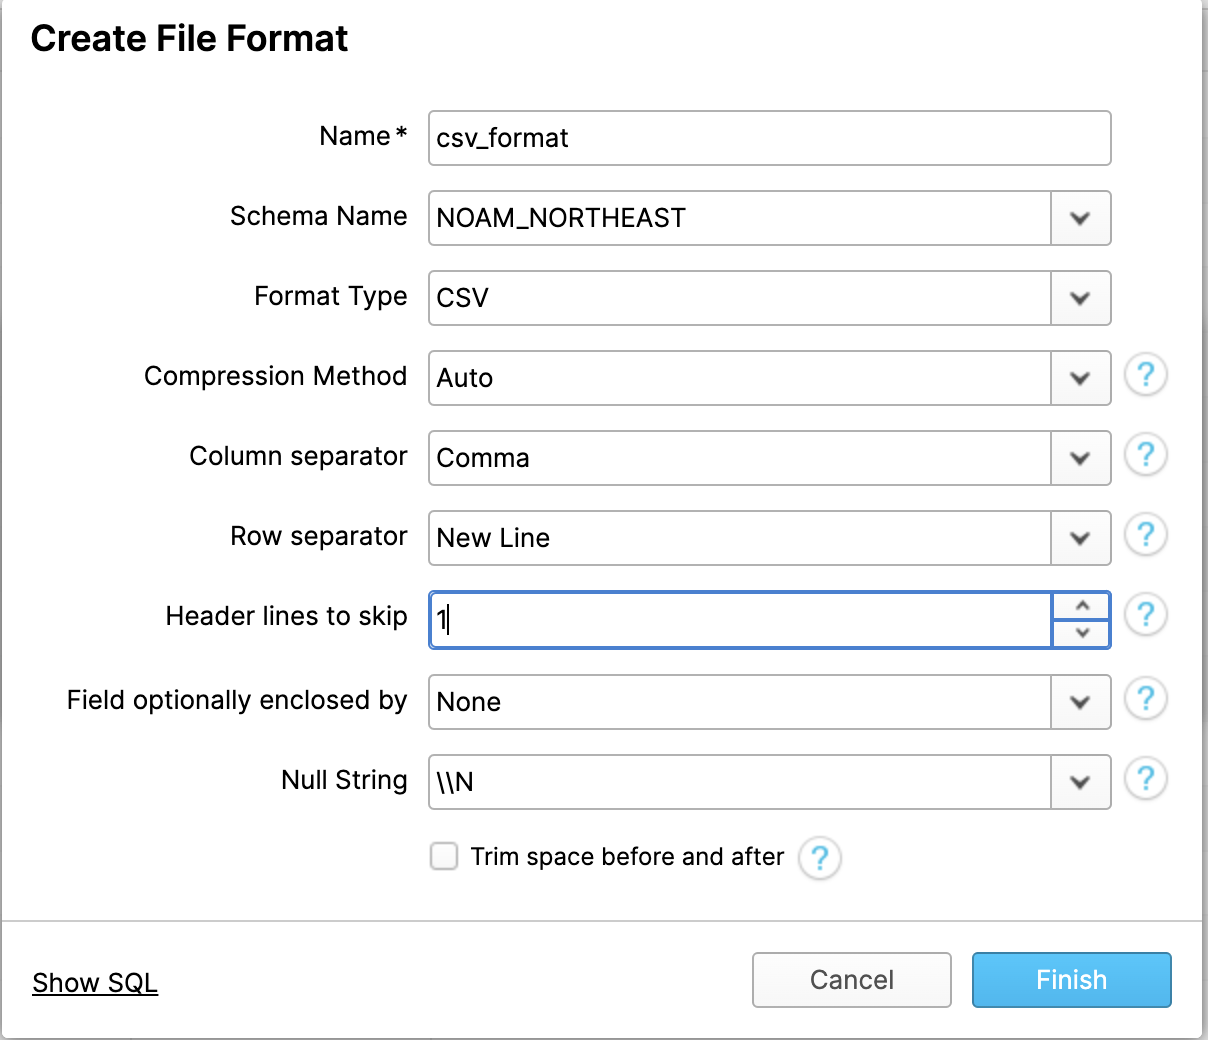 Create File Format
Name*
csv_format
Schema Name
NOAM_NORTHEAST
Format Type
CSV
Compression Method
Auto
?
Column separator
Comma
?
Row separator
New Line
?
Header lines to skip
1
?
Field optionally enclosed by
None
?
Null String
\\N
?
Trim space before and after
?
Show SQL
Cancel
Finish